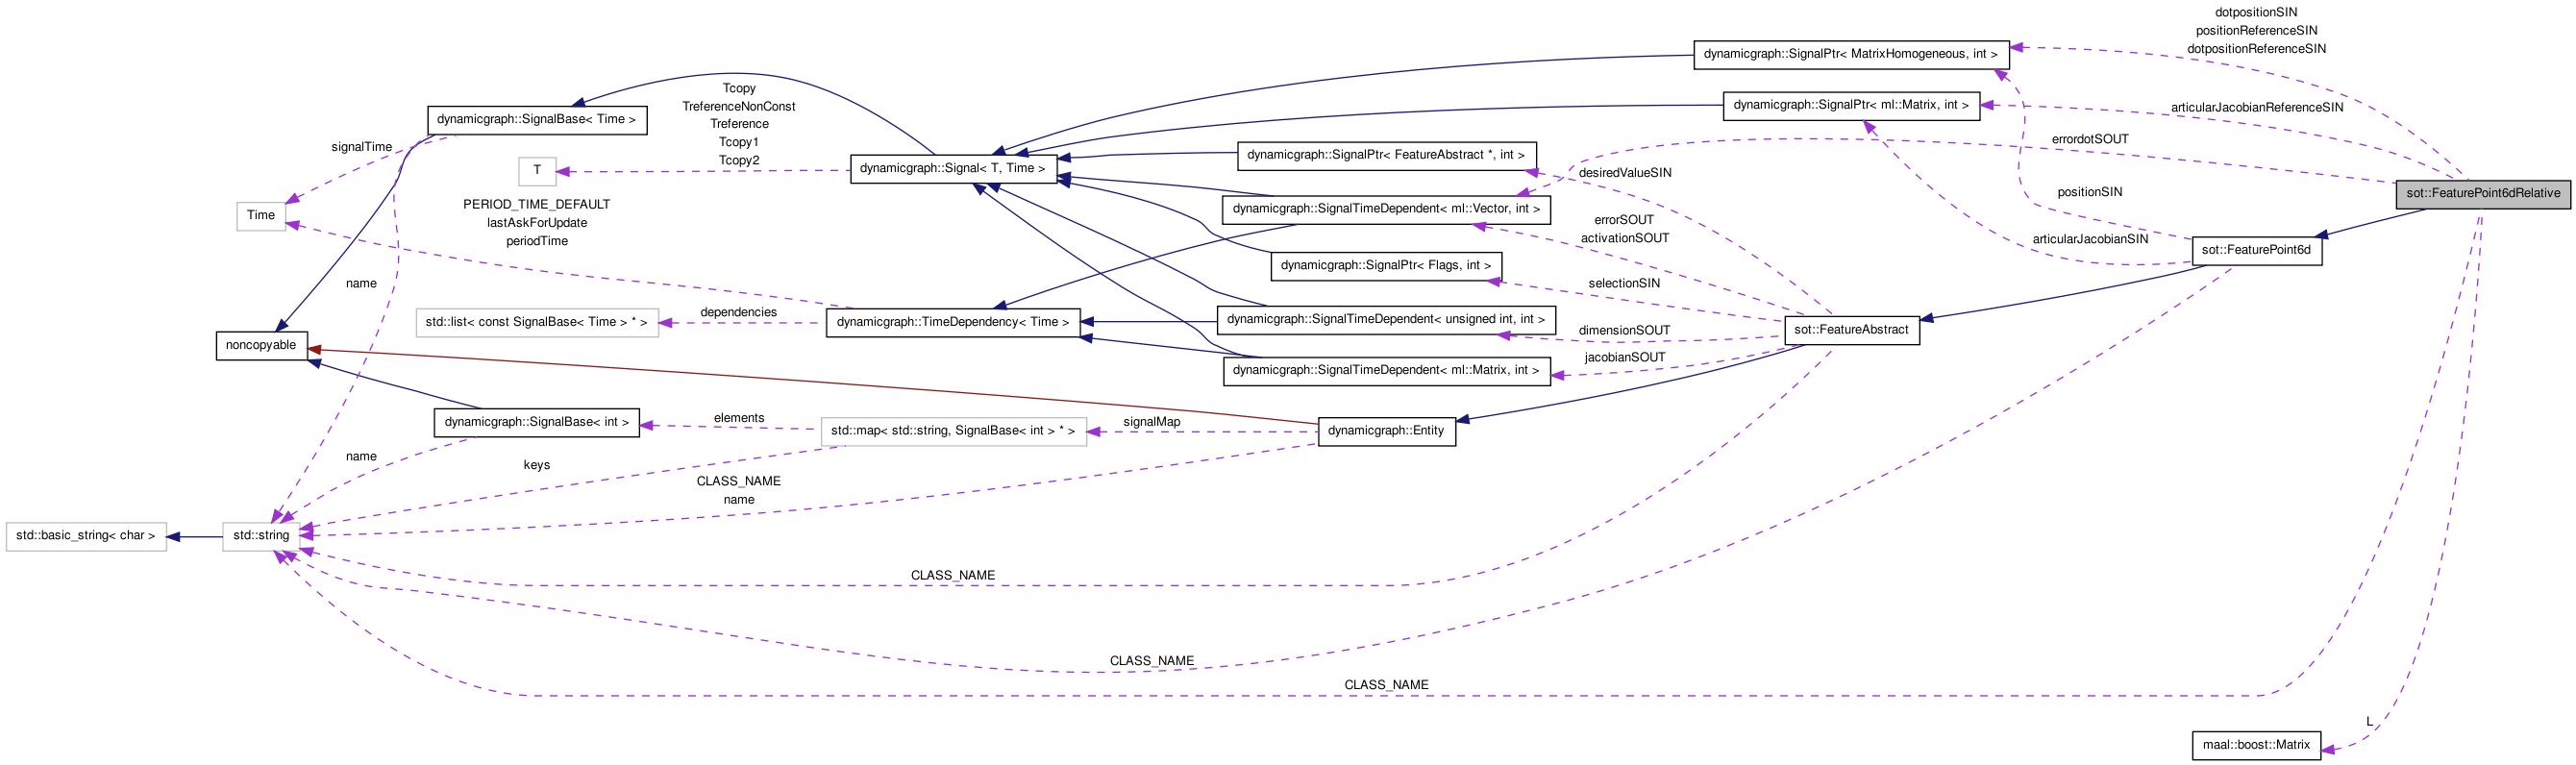 dotpositionSIN
positionReferenceSIN
dotpositionReferenceSIN
dynamicgraph::SignalPtr< MatrixHomogeneous, int >
Tcopy
TreferenceNonConst
Treference
Tcopy1
Tcopy2
dynamicgraph::SignalPtr< ml::Matrix, int >
articularJacobianReferenceSIN
dynamicgraph::SignalBase< Time >
errordotSOUT
signalTime
dynamicgraph::SignalPtr< FeatureAbstract *, int >
T
dynamicgraph::Signal< T, Time >
desiredValueSIN
positionSIN
sot::FeaturePoint6dRelative
PERIOD_TIME_DEFAULT
lastAskForUpdate
periodTime
Time
dynamicgraph::SignalTimeDependent< ml::Vector, int >
errorSOUT
activationSOUT
articularJacobianSIN
sot::FeaturePoint6d
dynamicgraph::SignalPtr< Flags, int >
name
selectionSIN
dependencies
std::list< const SignalBase< Time > * >
dynamicgraph::TimeDependency< Time >
dynamicgraph::SignalTimeDependent< unsigned int, int >
dimensionSOUT
sot::FeatureAbstract
noncopyable
jacobianSOUT
dynamicgraph::SignalTimeDependent< ml::Matrix, int >
dynamicgraph::SignalBase< int >
elements
std::map< std::string, SignalBase< int > * >
signalMap
dynamicgraph::Entity
name
keys
CLASS_NAME
name
std::basic_string< char >
std::string
CLASS_NAME
CLASS_NAME
CLASS_NAME
L
maal::boost::Matrix